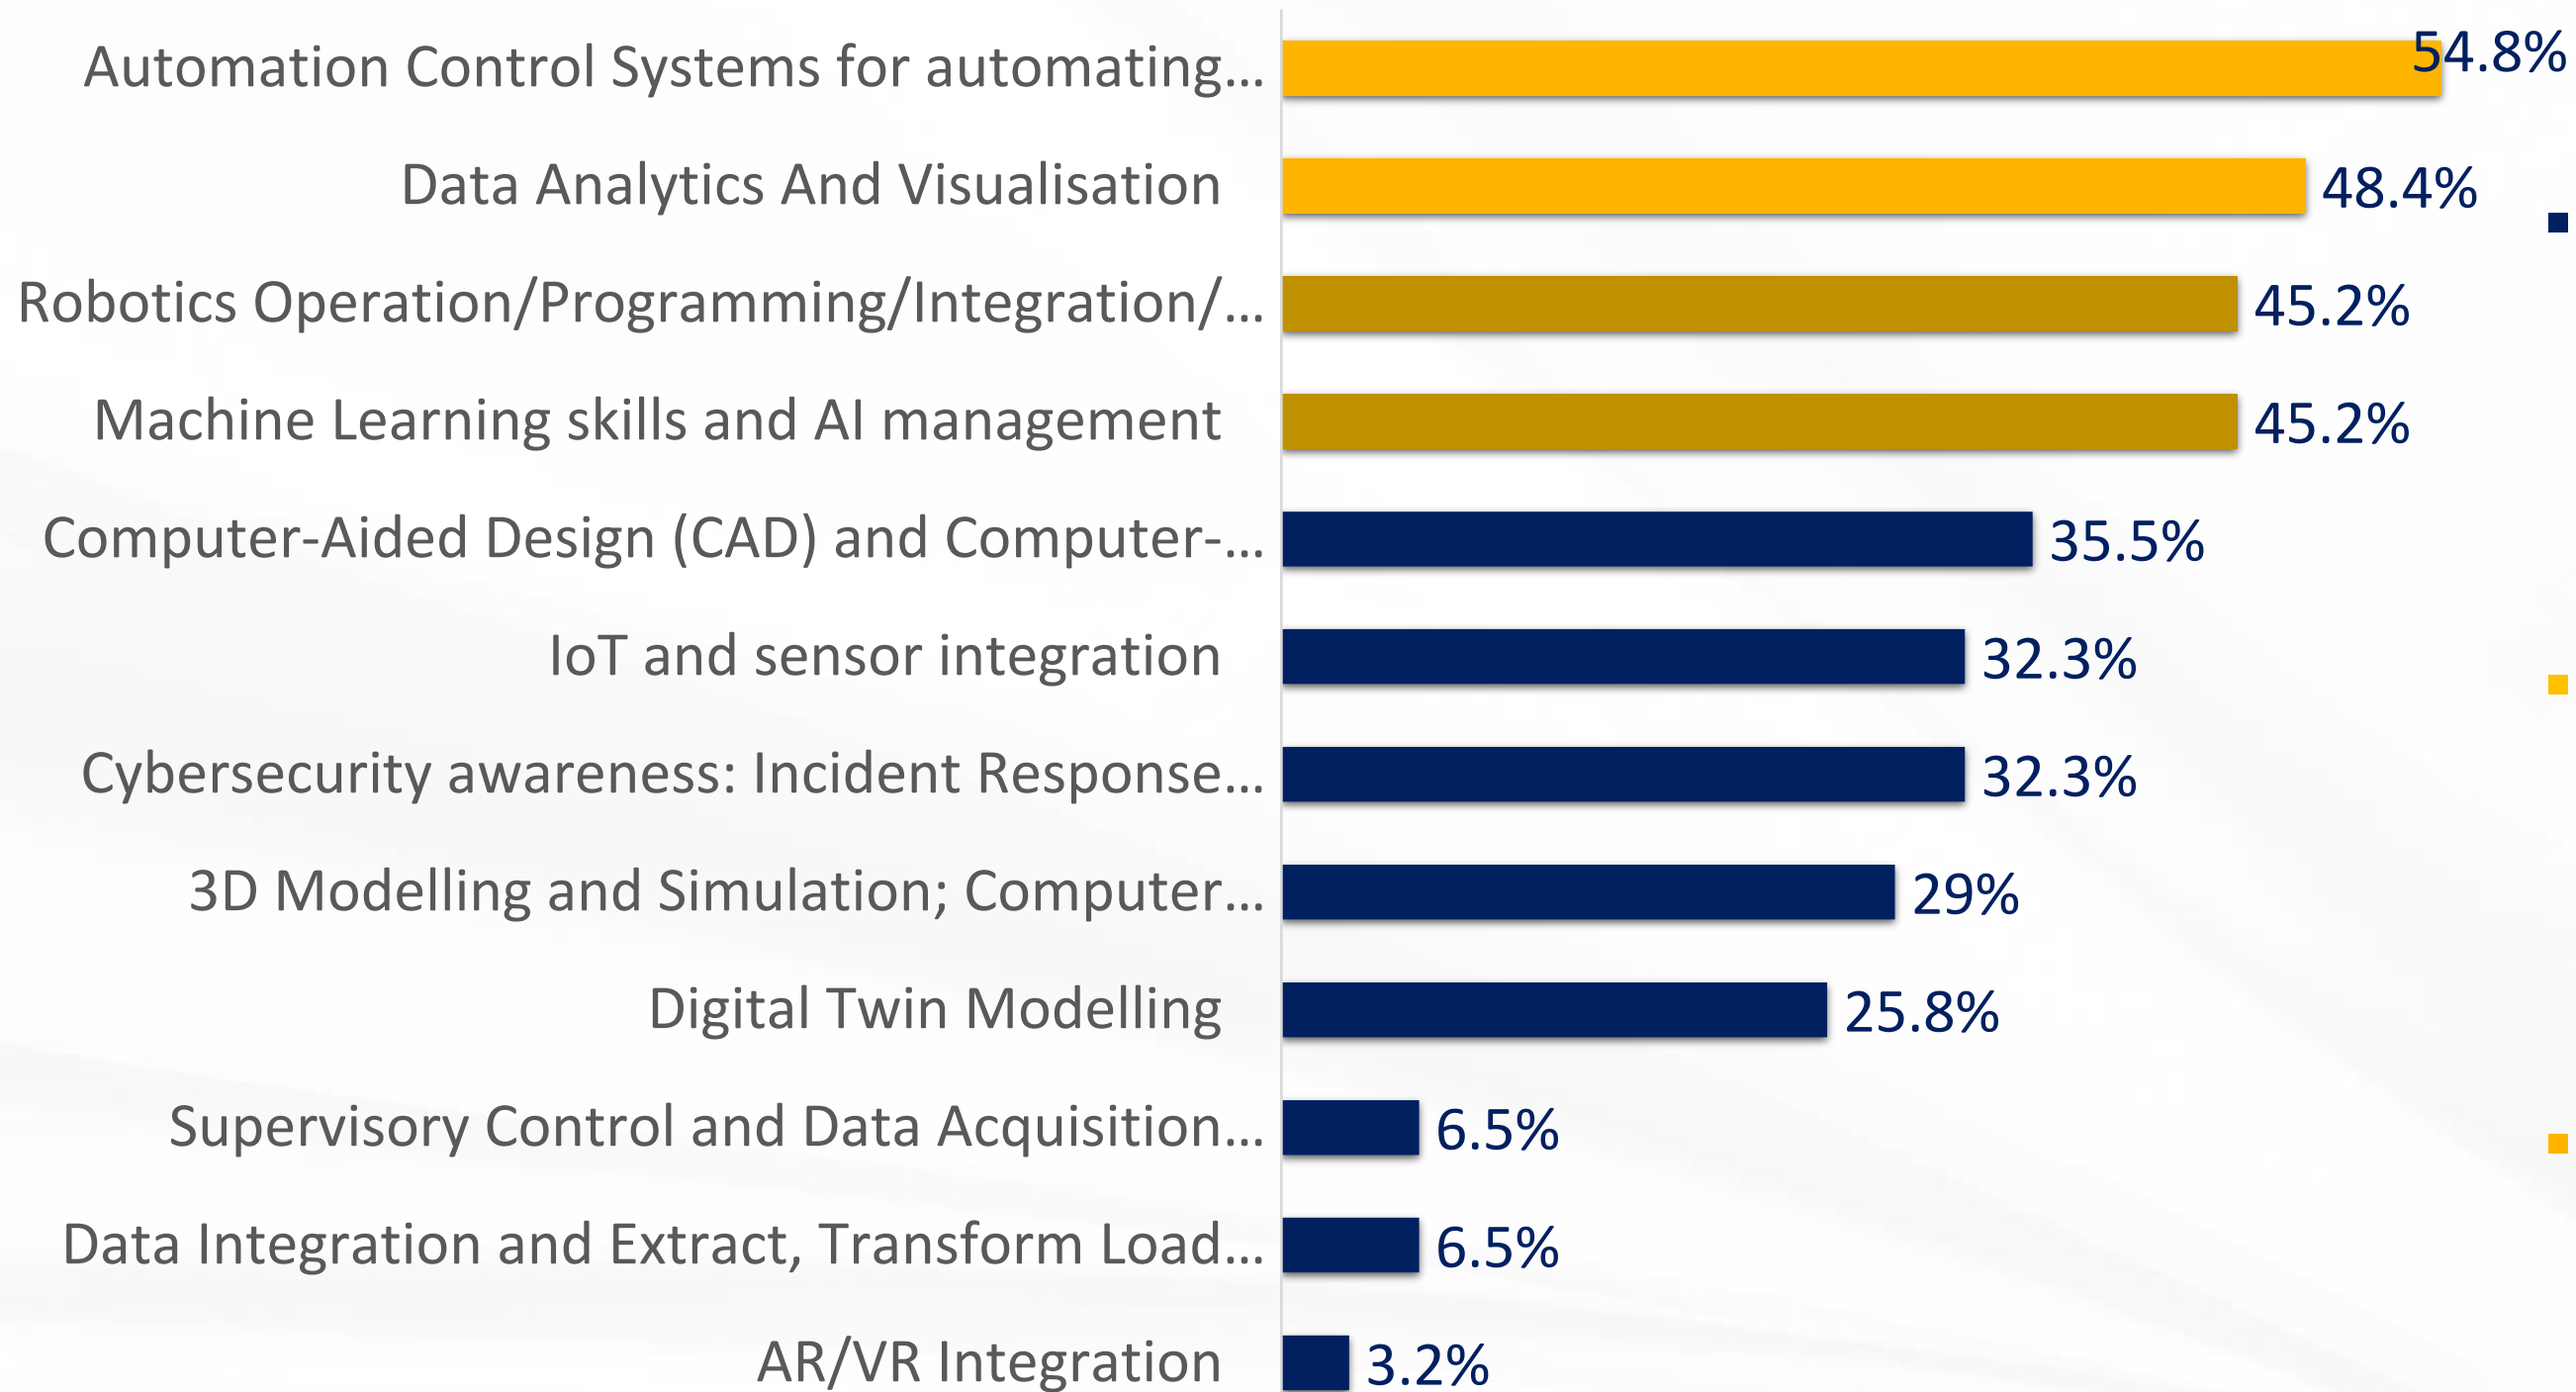 Automation Control Systems for automating... 54.8%
Data Analytics And Visualisation 48.4%
Robotics Operation/Programming/Integration/... 45.2%
Machine Learning skills and AI management 45.2%
Computer-Aided Design (CAD) and Computer-... 35.5%
IoT and sensor integration 32.3%
Cybersecurity awareness: Incident Response... 32.3%
3D Modelling and Simulation; Computer... 29%
Digital Twin Modelling 25.8%
Supervisory Control and Data Acquisition... 6.5%
Data Integration and Extract, Transform Load... 6.5%
AR/VR Integration 3.2%